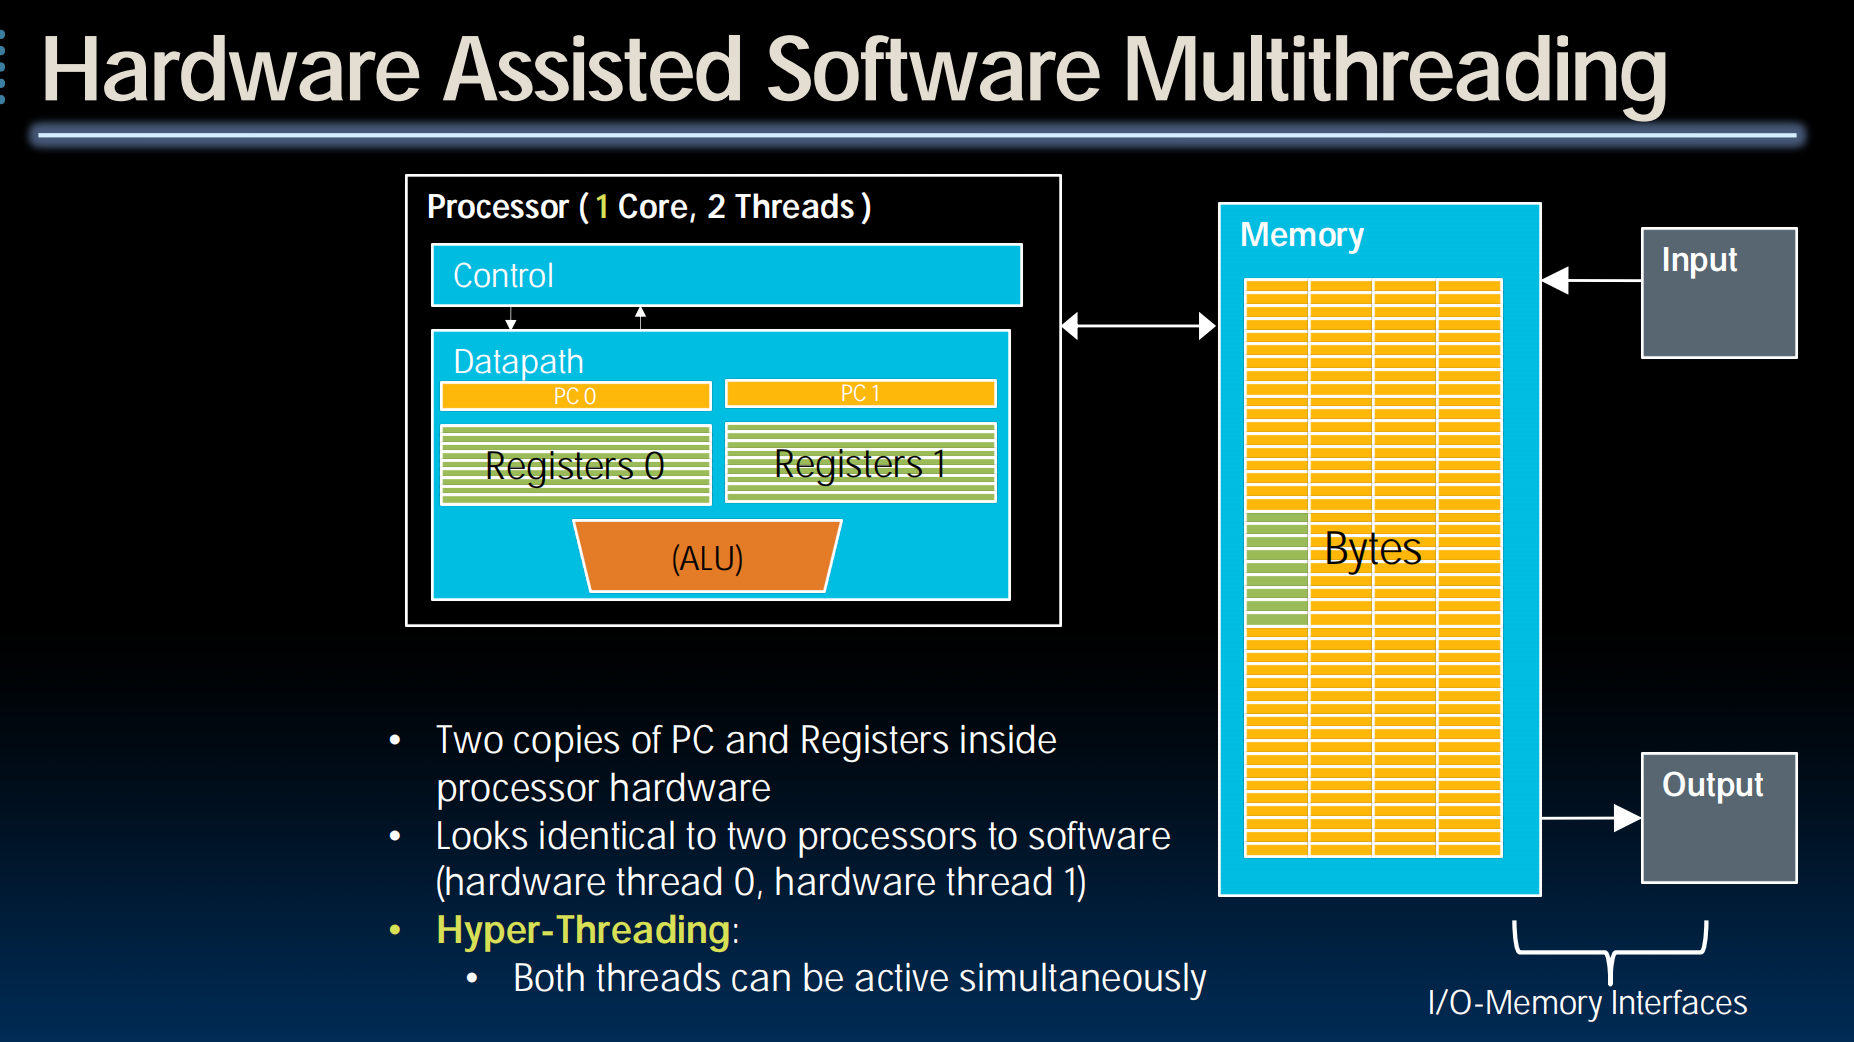 Hardware Assisted Software Multithreading
Processor ( 1 Core, 2 Threads )
Control
Datapath
PC 0
PC 1
Registers 0
Registers 1
(ALU)
Memory
Bytes
Input
Output
I/O-Memory Interfaces
• Two copies of PC and Registers inside
processor hardware
• Looks identical to two processors to software
(hardware thread 0, hardware thread 1)
• Hyper-Threading:
• Both threads can be active simultaneously